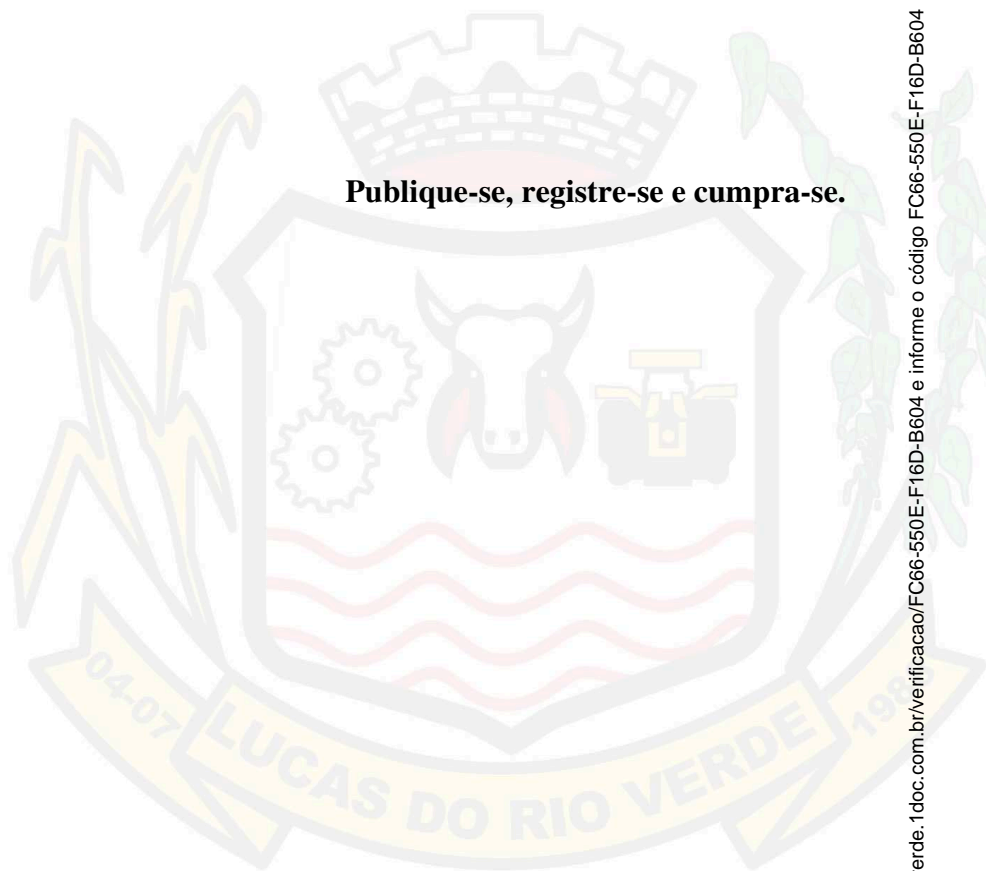 Publique-se, registre-se e cumpra-se.
04-07
LUCAS DO RIO VERDE
1988
erde.1doc.com.br/verificacao/FC66-550E-F16D-B604 e informe o código FC66-550E-F16D-B604